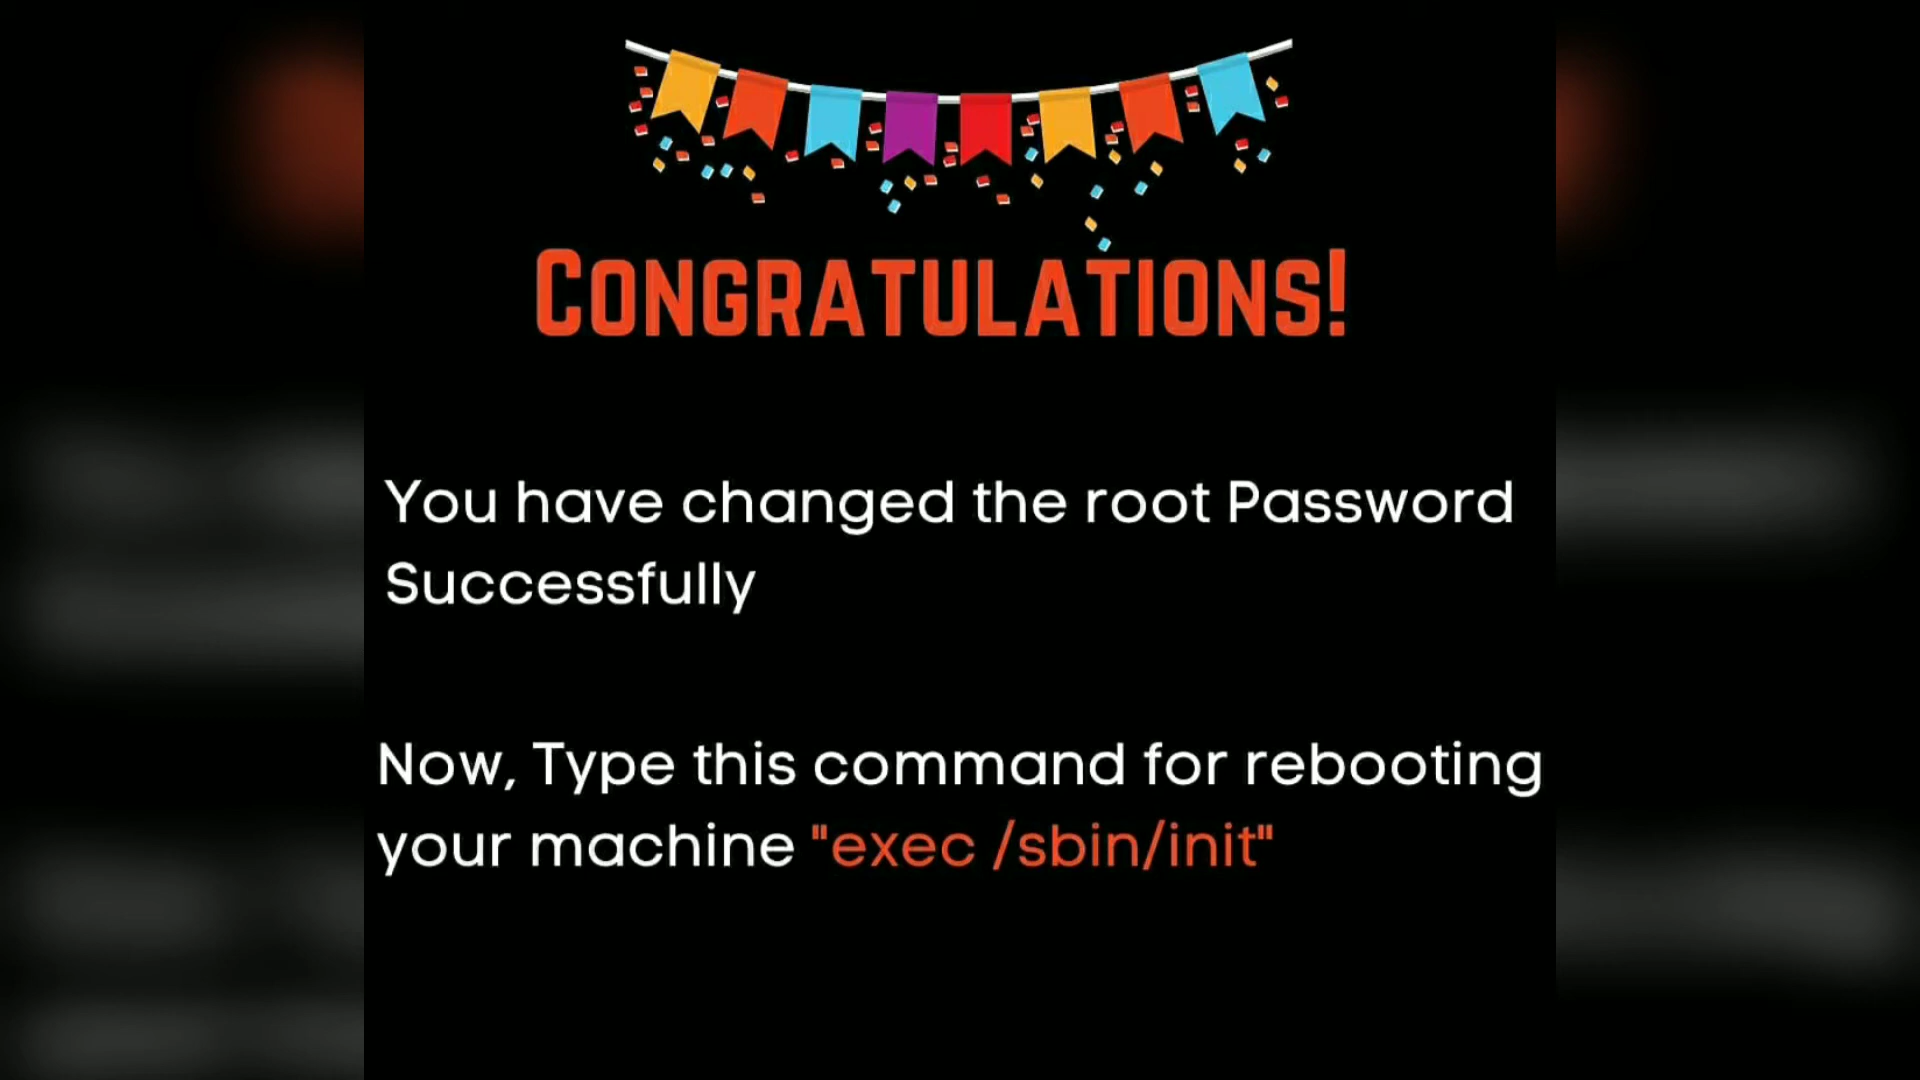 CONGRATULATIONS!
You have changed the root Password
Successfully
Now, Type this command for rebooting
your machine "exec /sbin/init"